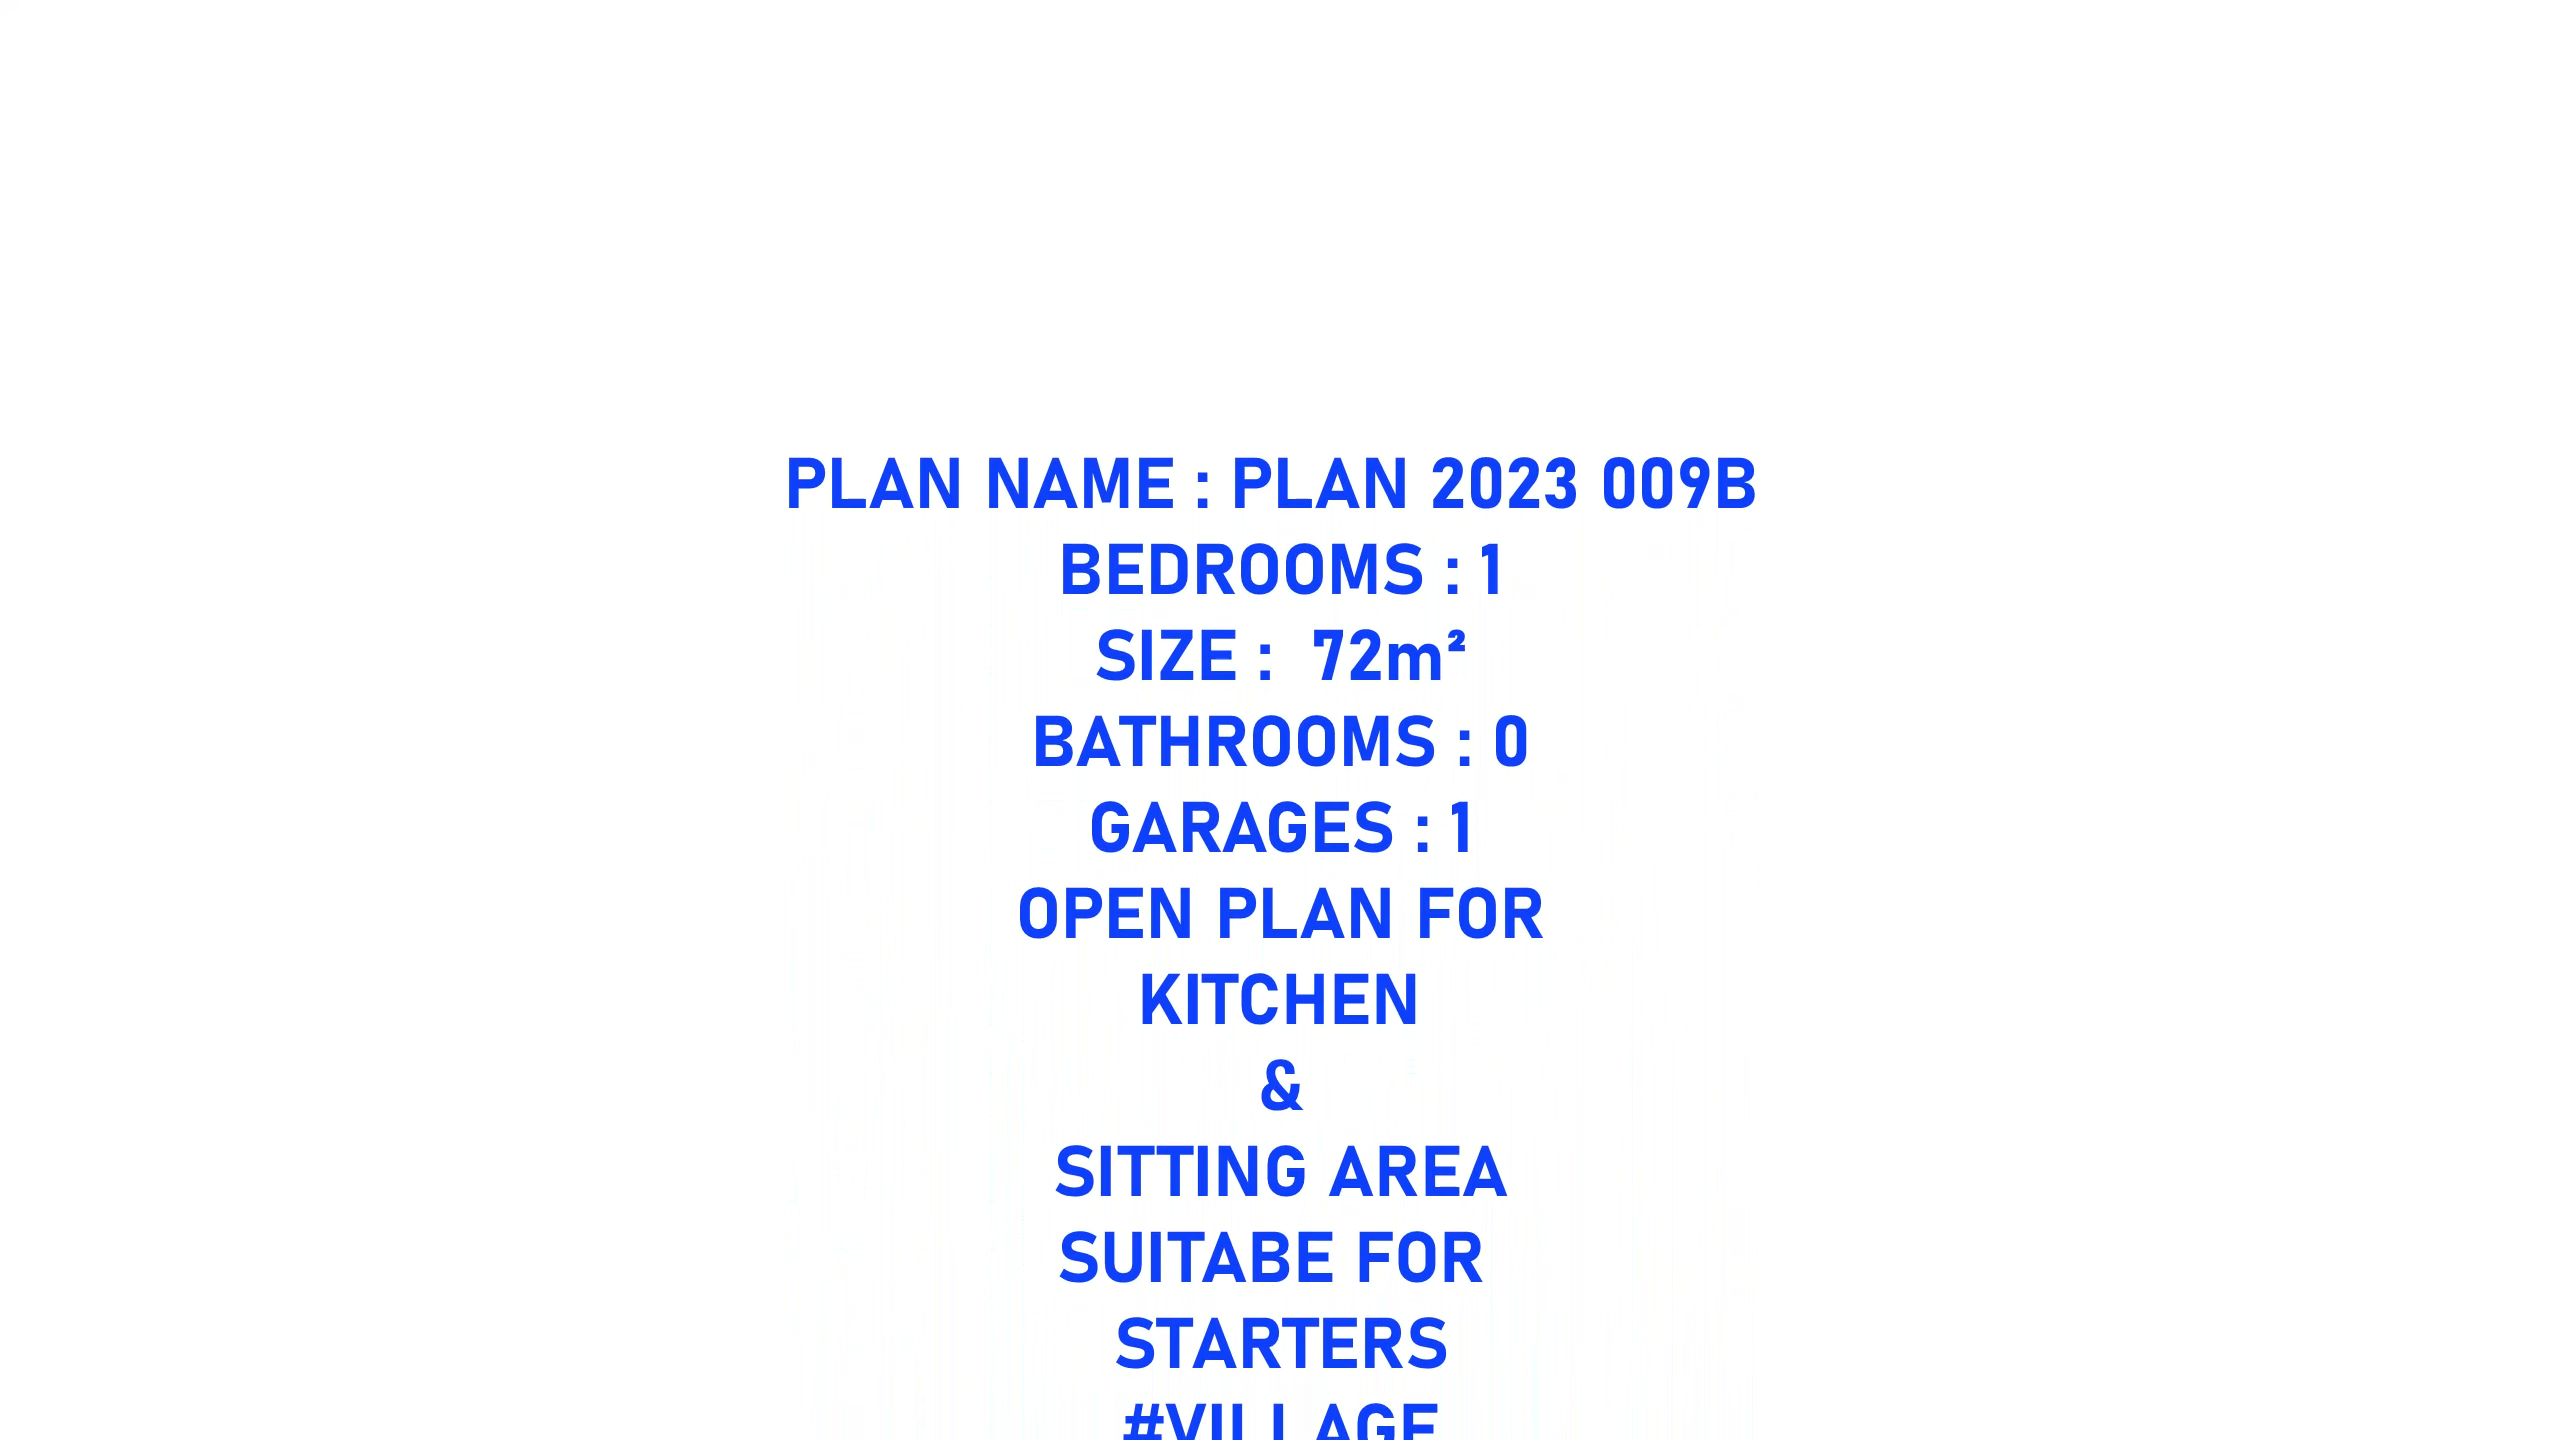 PLAN NAME : PLAN 2023 009B
BEDROOMS : 1
SIZE :  72m²
BATHROOMS : 0
GARAGES : 1
OPEN PLAN FOR
KITCHEN
&
SITTING AREA
SUITABE FOR
STARTERS
#VILLAGE